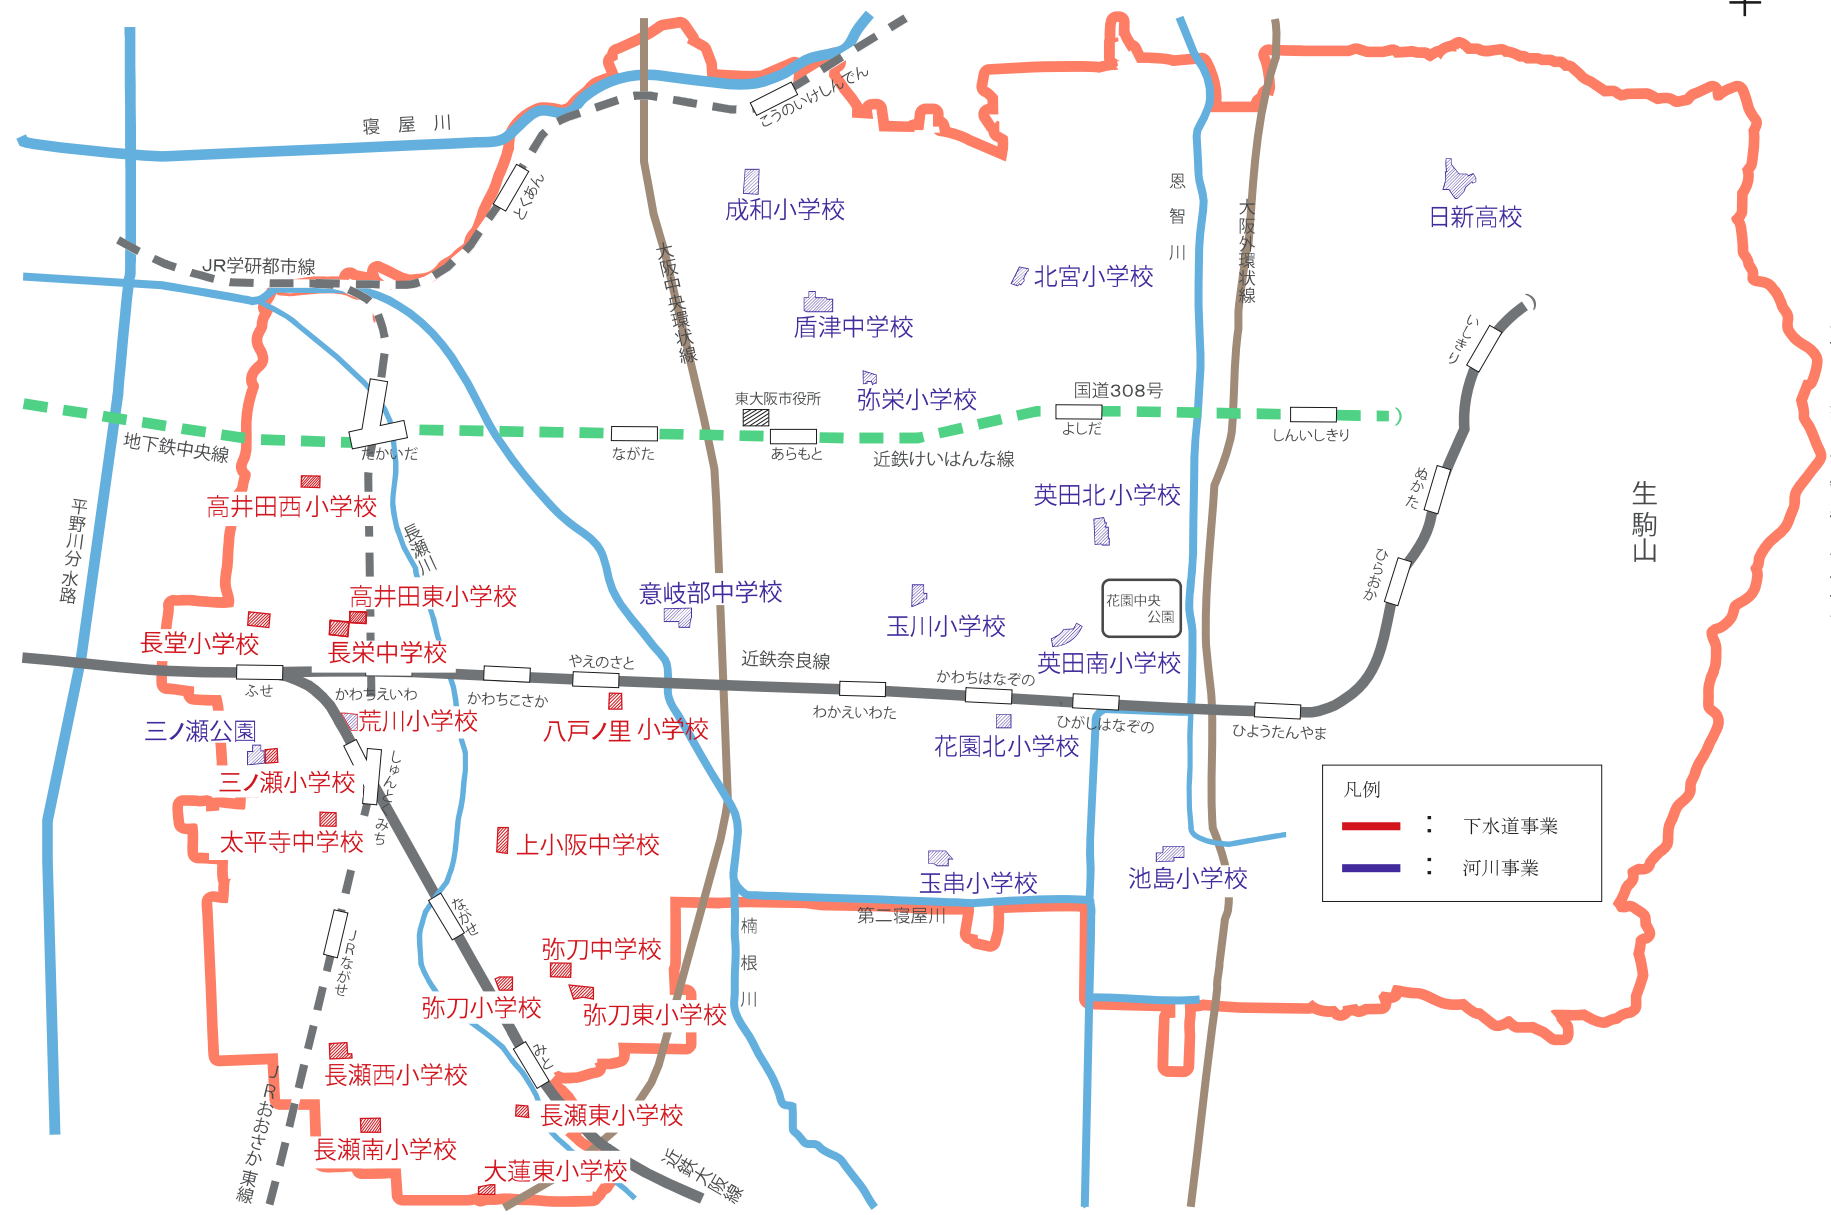 寝屋川
こうのいけしんでん
とくあん
成和小学校
恩智川
大阪外環状線
日新高校
JR学研都市線
大阪中央環状線
北宮小学校
盾津中学校
いしきり
弥栄小学校
国道308号
東大阪市役所
よしだ
しんいしきり
地下鉄中央線
たかいだ
ながた
あらもと
近鉄けいはんな線
高井田西小学校
英田北小学校
ぬかた
生駒山
平野川分水路
長瀬川
ひらおか
高井田東小学校
意岐部中学校
花園中央
公園
玉川小学校
長堂小学校
長栄中学校
英田南小学校
やえのさと
近鉄奈良線
かわちはなぞの
ふせ
かわちえいわ
かわちこさか
わかえいわた
ひがしはなぞの
ひようたんやま
三ノ瀬公園
荒川小学校
八戸ノ里小学校
花園北小学校
三ノ瀬小学校
しゅんとくみち
凡例
下水道事業
河川事業
太平寺中学校
上小阪中学校
玉串小学校
池島小学校
ながせ
第二寝屋川
楠根川
弥刀中学校
JRながせ
弥刀小学校
弥刀東小学校
みと
長瀬西小学校
JRおおさか東線
長瀬東小学校
長瀬南小学校
大蓮東小学校
近鉄大阪線